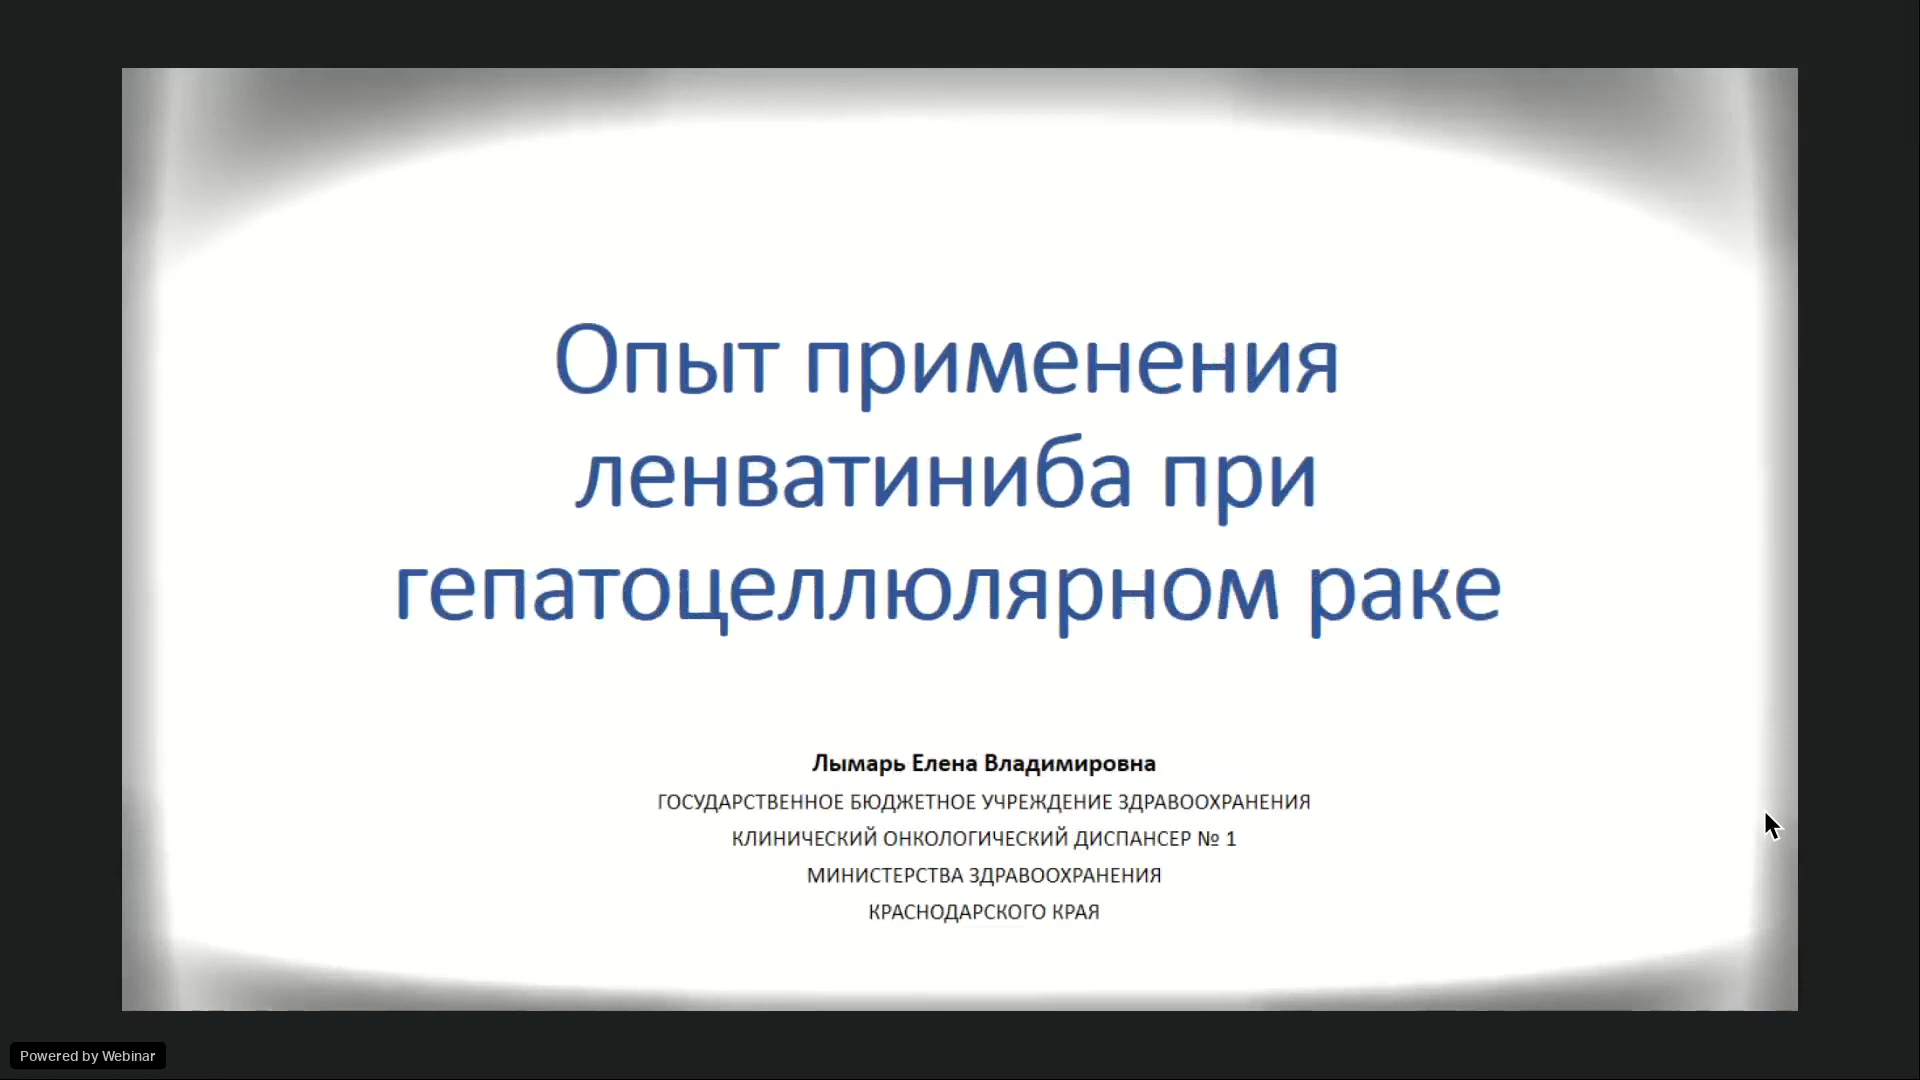 Опыт применения
ленватиниба при
гепатоцеллюлярном раке
Лымарь Елена Владимировна
ГОСУДАРСТВЕННОЕ БЮДЖЕТНОЕ УЧРЕЖДЕНИЕ ЗДРАВООХРАНЕНИЯ
КЛИНИЧЕСКИЙ ОНКОЛОГИЧЕСКИЙ ДИСПАНСЕР № 1
МИНИСТЕРСТВА ЗДРАВООХРАНЕНИЯ
КРАСНОДАРСКОГО КРАЯ
Powered by Webinar